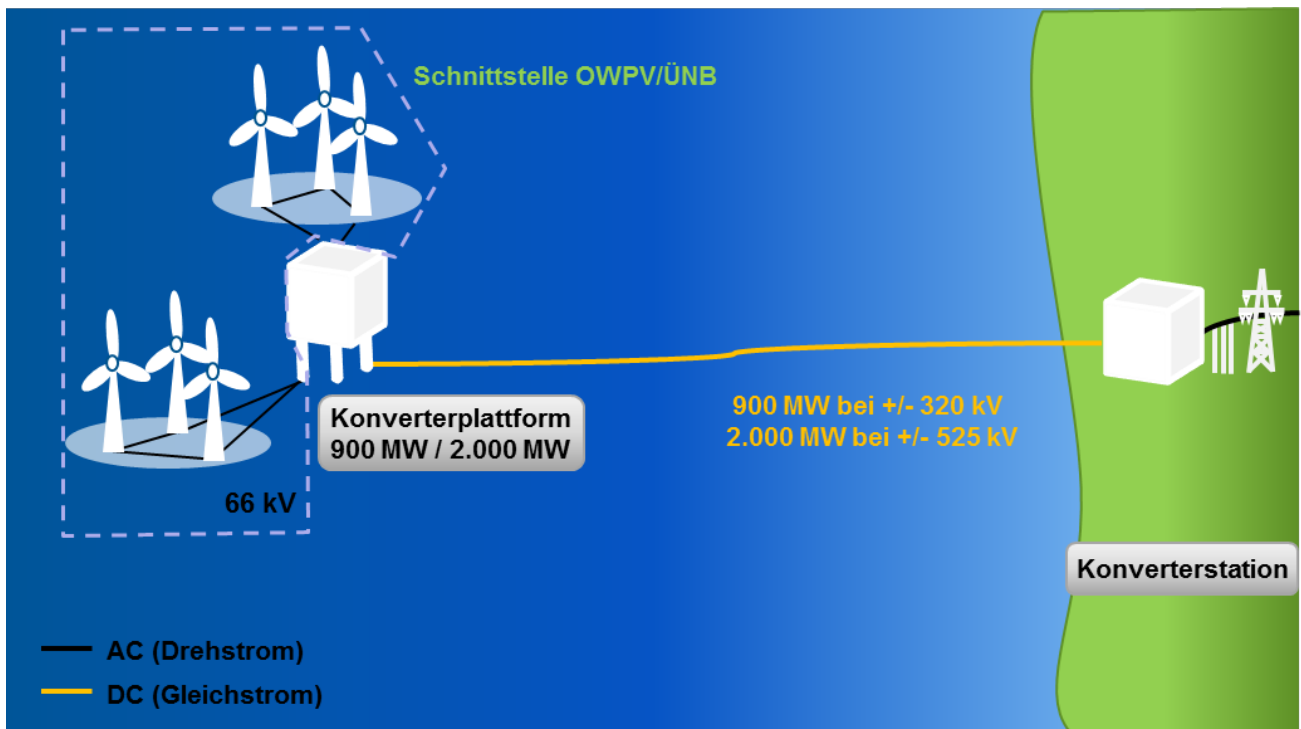 Schnittstelle OWPV/ÜNB
Konverterplattform
900 MW / 2.000 MW
900 MW bei +/- 320 kV
2.000 MW bei +/- 525 kV
66 kV
Konverterstation
AC (Drehstrom)
DC (Gleichstrom)